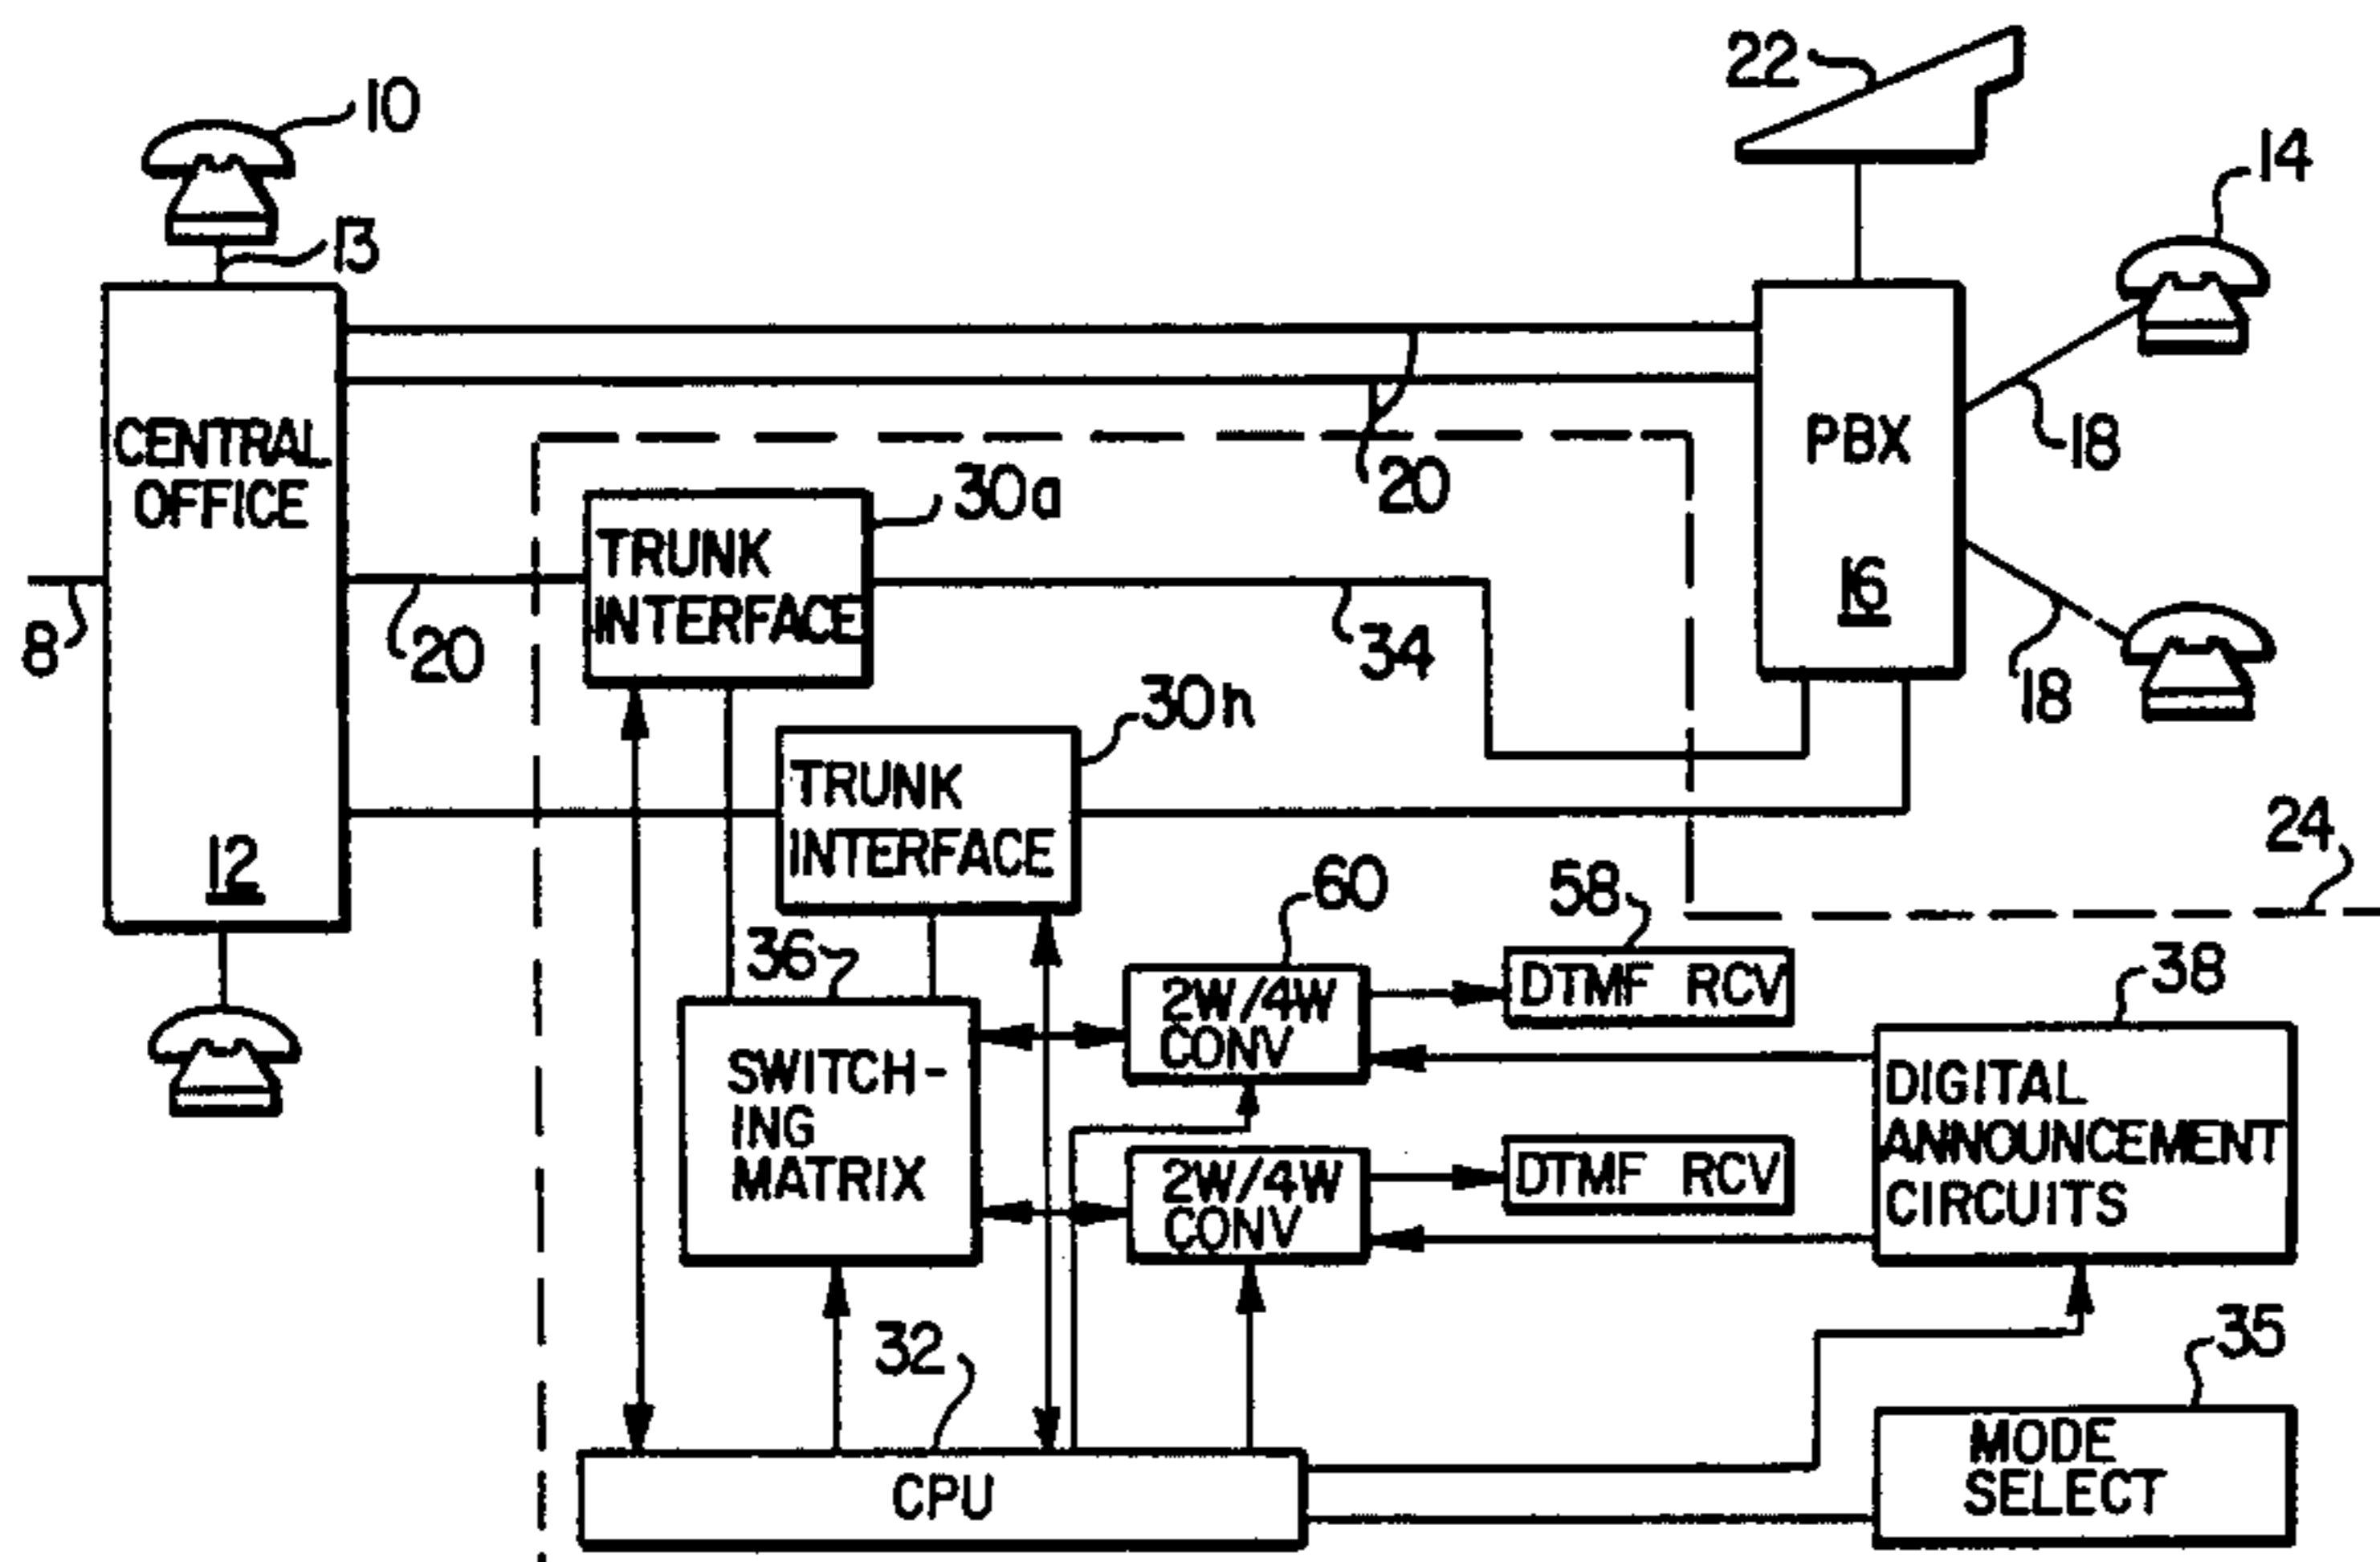 22
10
14
13
CENTRAL
OFFICE
PBX
18
20
30a
TRUNK
INTERFACE
16
8
20
34
18
30n
TRUNK
INTERFACE
24
12
60
58
36
DTMF RCV
38
2W/4W
CONV
SWITCH-
ING
MATRIX
DIGITAL
ANNOUNCEMENT
CIRCUITS
2W/4W
CONV
DTMF RCV
32
35
MODE
SELECT
CPU